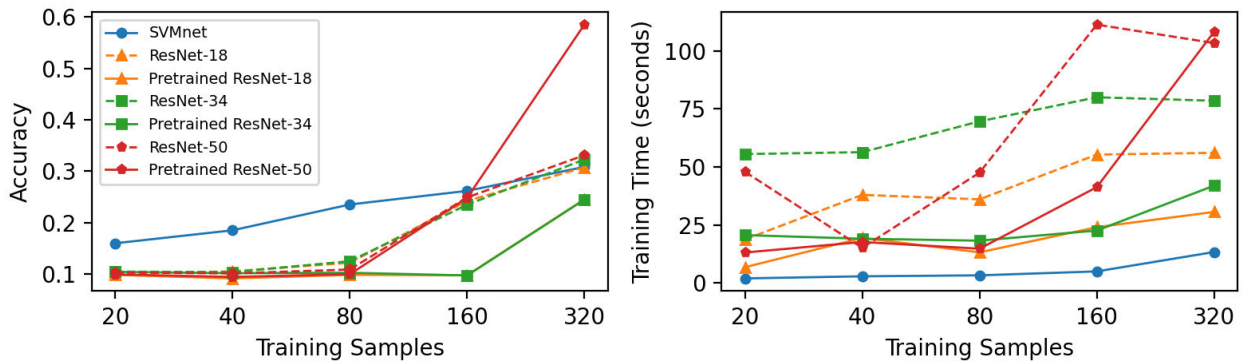 0.6
0.5
0.4
0.3
0.2
0.1
Accuracy
SVMnet
ResNet-18
Pretrained ResNet-18
ResNet-34
Pretrained ResNet-34
ResNet-50
Pretrained ResNet-50
20 40 80 160 320
Training Samples
100
75
50
25
0
Training Time (seconds)
20 40 80 160 320
Training Samples